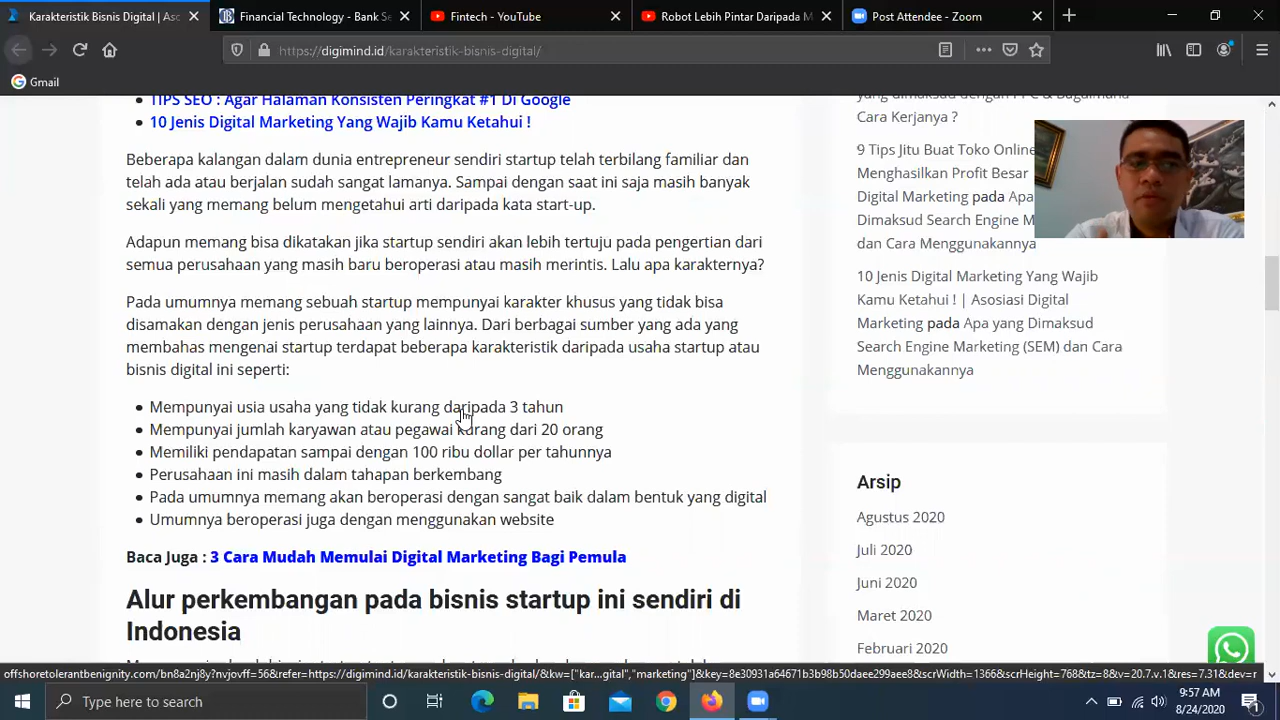 Karakteristik Bisnis Digital | Aso
Financial Technology - Bank Se
Fintech - YouTube
Robot Lebih Pintar Daripada M
Post Attendee - Zoom
https://digimind.id/karakteristik-bisnis-digital/
Gmail
TIPS SEO : Agar Halaman Konsisten Peringkat #1 Di Google
10 Jenis Digital Marketing Yang Wajib Kamu Ketahui !
Beberapa kalangan dalam dunia entrepreneur sendiri startup telah terbilang familiar dan
telah ada atau berjalan sudah sangat lamanya. Sampai dengan saat ini saja masih banyak
sekali yang memang belum mengetahui arti daripada kata start-up.
Adapun memang bisa dikatakan jika startup sendiri akan lebih tertuju pada pengertian dari
semua perusahaan yang masih baru beroperasi atau masih merintis. Lalu apa karakternya?
Pada umumnya memang sebuah startup mempunyai karakter khusus yang tidak bisa
disamakan dengan jenis perusahaan yang lainnya. Dari berbagai sumber yang ada yang
membahas mengenai startup terdapat beberapa karakteristik daripada usaha startup atau
bisnis digital ini seperti:
Mempunyai usia usaha yang tidak kurang daripada 3 tahun
Mempunyai jumlah karyawan atau pegawai kurang dari 20 orang
Memiliki pendapatan sampai dengan 100 ribu dollar per tahunnya
Perusahaan ini masih dalam tahapan berkembang
Pada umumnya memang akan beroperasi dengan sangat baik dalam bentuk yang digital
Umumnya beroperasi juga dengan menggunakan website
Baca Juga : 3 Cara Mudah Memulai Digital Marketing Bagi Pemula
Alur perkembangan pada bisnis startup ini sendiri di
Indonesia
yang dimaksud dengan PPC & Bagaimana
Cara Kerjanya ?
9 Tips Jitu Buat Toko Online
Menghasilkan Profit Besar
Digital Marketing pada Apa
Dimaksud Search Engine M
dan Cara Menggunakannya
10 Jenis Digital Marketing Yang Wajib
Kamu Ketahui ! | Asosiasi Digital
Marketing pada Apa yang Dimaksud
Search Engine Marketing (SEM) dan Cara
Menggunakannya
Arsip
Agustus 2020
Juli 2020
Juni 2020
Maret 2020
Februari 2020
Type here to search
9:57 AM
8/24/2020